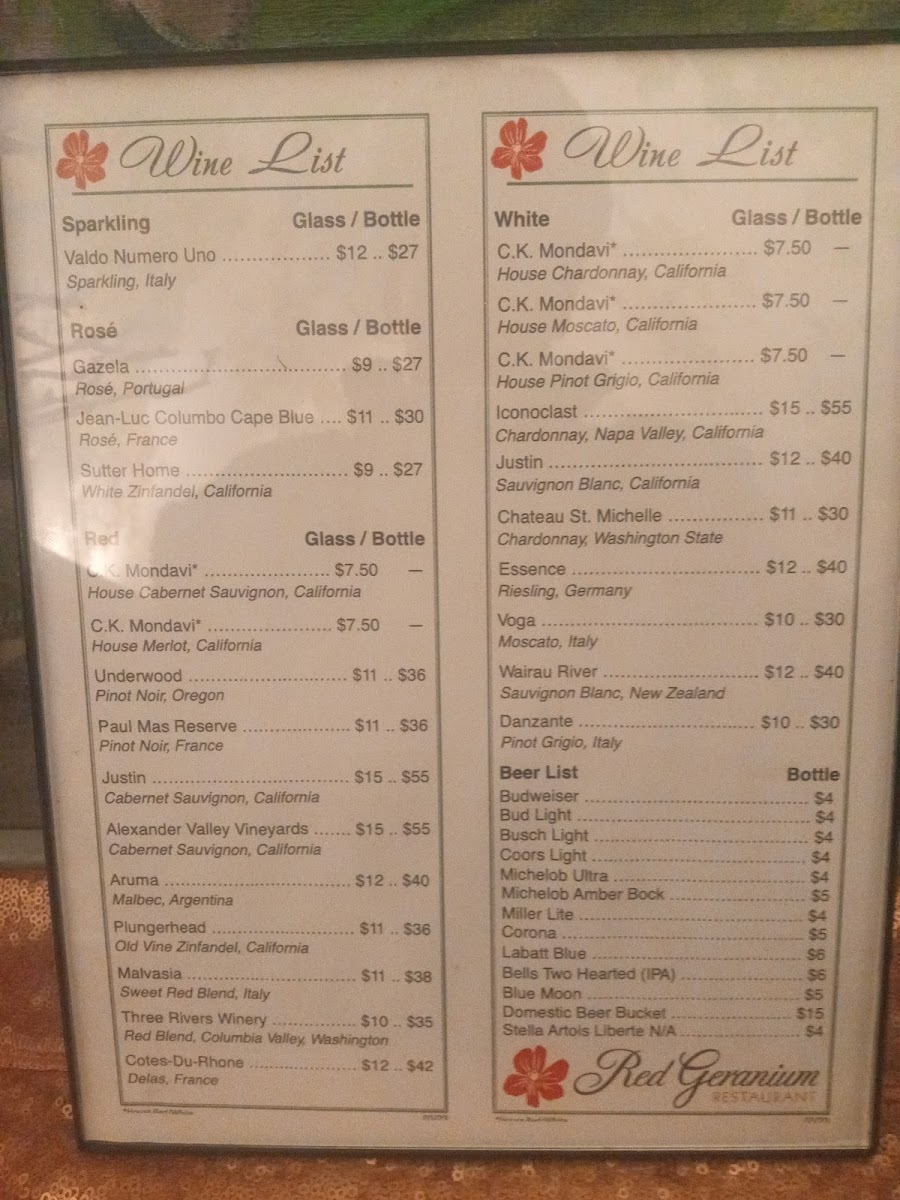 Wine List
Sparkling Glass / Bottle
Valdo Numero Uno .................. $12 .. $27
Sparkling, Italy
Rosé Glass / Bottle
Gazela ................................... $9 .. $27
Rosé, Portugal
Jean-Luc Columbo Cape Blue .... $11 .. $30
Rosé, France
Sutter Home ........................... $9 .. $27
White Zinfandel, California
Red Glass / Bottle
C.K. Mondavi* ..................... $7.50 —
House Cabernet Sauvignon, California
C.K. Mondavi* ..................... $7.50 —
House Merlot, California
Underwood ........................... $11 .. $36
Pinot Noir, Oregon
Paul Mas Reserve .................. $11 .. $36
Pinot Noir, France
Justin ................................. $15 .. $55
Cabernet Sauvignon, California
Alexander Valley Vineyards ....... $15 .. $55
Cabernet Sauvignon, California
Aruma ................................ $12 .. $40
Malbec, Argentina
Plungerhead ......................... $11 .. $36
Old Vine Zinfandel, California
Malvasia ............................. $11 .. $38
Sweet Red Blend, Italy
Three Rivers Winery .............. $10 .. $35
Red Blend, Columbia Valley, Washington
Cotes-Du-Rhone .................. $12 .. $42
Delas, France
Wine List
White Glass / Bottle
C.K. Mondavi* ....................... $7.50 —
House Chardonnay, California
C.K. Mondavi* ....................... $7.50 —
House Moscato, California
C.K. Mondavi* ....................... $7.50 —
House Pinot Grigio, California
Iconoclast ............................... $15 .. $55
Chardonnay, Napa Valley, California
Justin ..................................... $12 .. $40
Sauvignon Blanc, California
Chateau St. Michelle ................ $11 .. $30
Chardonnay, Washington State
Essence ................................. $12 .. $40
Riesling, Germany
Voga ...................................... $10 .. $30
Moscato, Italy
Wairau River ........................... $12 .. $40
Sauvignon Blanc, New Zealand
Danzante ............................... $10 .. $30
Pinot Grigio, Italy
Beer List Bottle
Budweiser ....................................... $4
Bud Light ......................................... $4
Busch Light ...................................... $4
Coors Light ...................................... $4
Michelob Ultra .................................. $4
Michelob Amber Bock ........................ $5
Miller Lite ......................................... $4
Corona ............................................ $5
Labatt Blue ...................................... $6
Bells Two Hearted (IPA) ..................... $6
Blue Moon ....................................... $5
Domestic Beer Bucket ....................... $15
Stella Artois Liberte N/A ..................... $4
Red Geranium
RESTAURANT